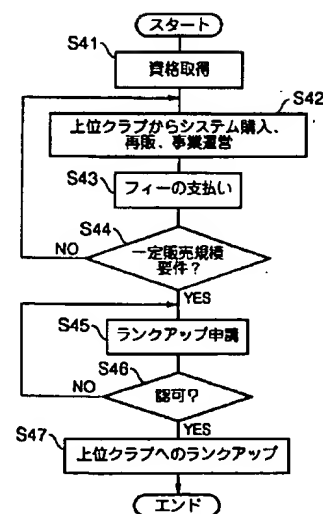 スタート
S41
資格取得
S42
上位クラブからシステム購入、
再販、事業運営
S43
フィーの支払い
S44
一定販売規模
要件?
NO
YES
S45
ランクアップ申請
S46
認可?
NO
YES
S47
上位クラブへのランクアップ
エンド